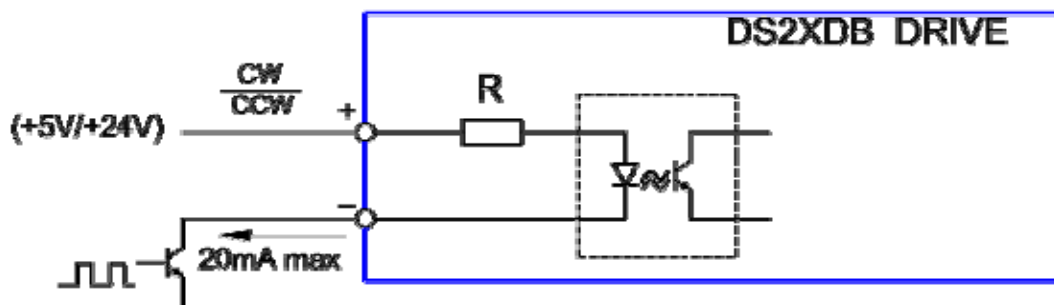 DS2XDB DRIVE
CW
CCW
(+5V/+24V)
+
R
−
20mA max